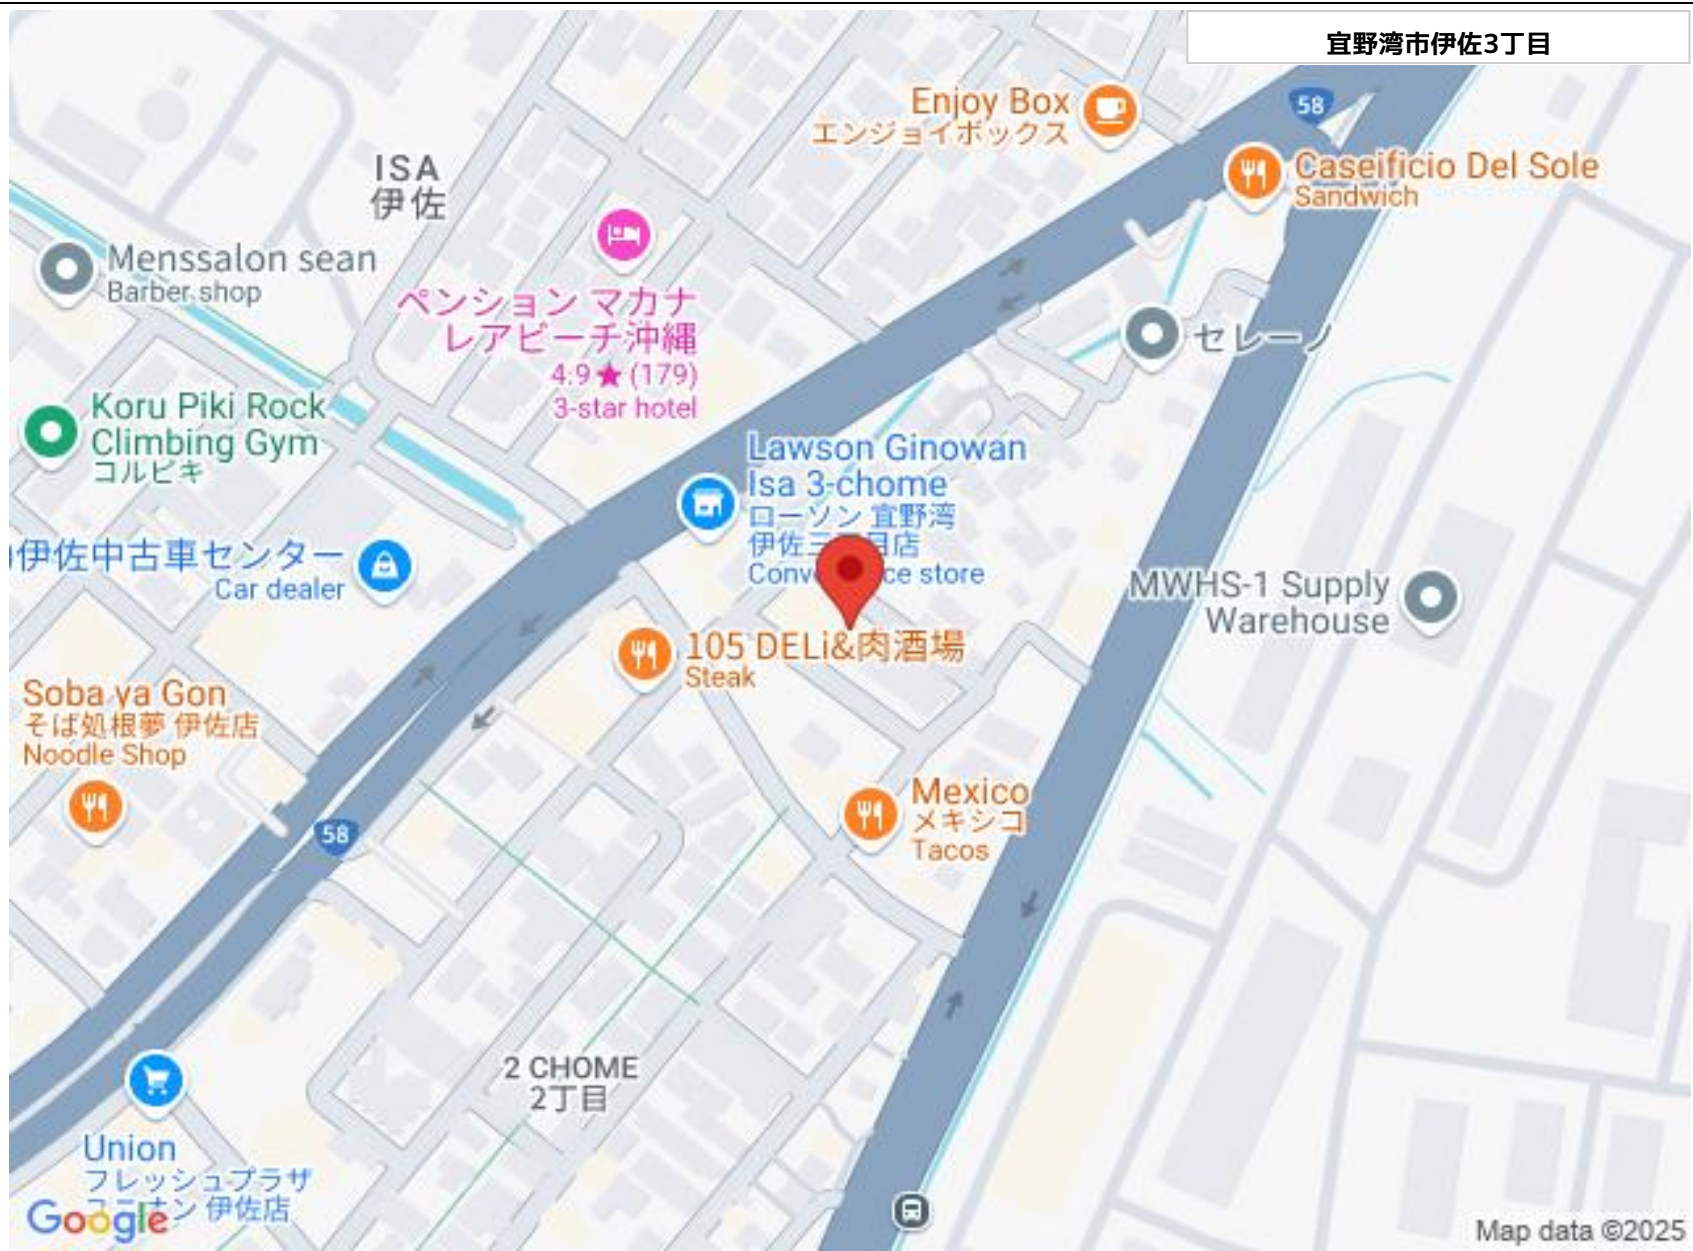 宜野湾市伊佐3丁目
58
Enjoy Box
エンジョイボックス
Caseificio Del Sole
Sandwich
ISA
伊佐
Menssalon sean
Barber shop
ペンション マカナ
レアビーチ沖縄
4.9★(179)
3-star hotel
セレーノ
Koru Piki Rock
Climbing Gym
コルピキ
Lawson Ginowan
Isa 3-chome
ローソン 宜野湾
伊佐三 目店
store
伊佐中古車センター
Car dealer
MWHS-1 Supply
Warehouse
105 DELi&肉酒場
Steak
Soba ya Gon
そば処根夢 伊佐店
Noodle Shop
58
Mexico
メキシコ
Tacos
2 CHOME
2丁目
Union
フレッシュプラザ
伊佐店
Google
Map data ©2025